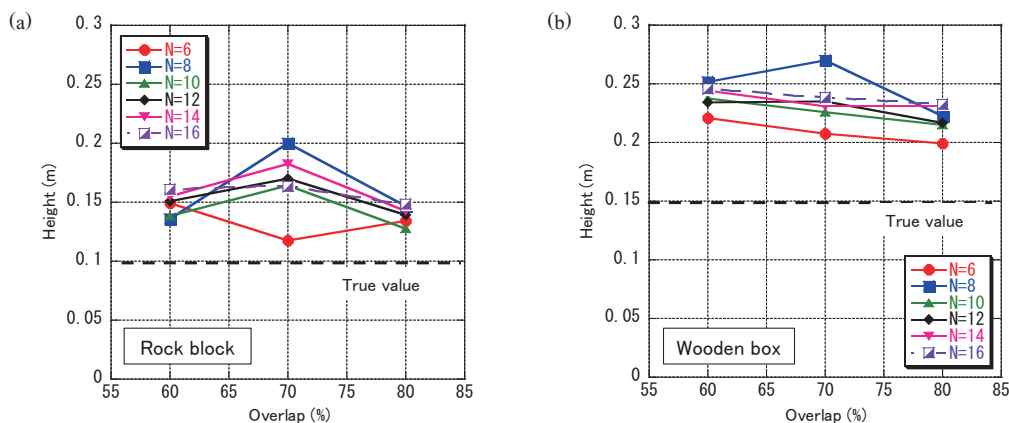 (a)
0.3
0.25
0.2
0.15
0.1
0.05
0
Height (m)
N=6
N=8
N=10
N=12
N=14
N=16
True value
Rock block
55 60 65 70 75 80 85
Overlap (%)
(b)
0.3
0.25
0.2
0.15
0.1
0.05
0
Height (m)
True value
N=6
N=8
N=10
N=12
N=14
N=16
Wooden box
55 60 65 70 75 80 85
Overlap (%)